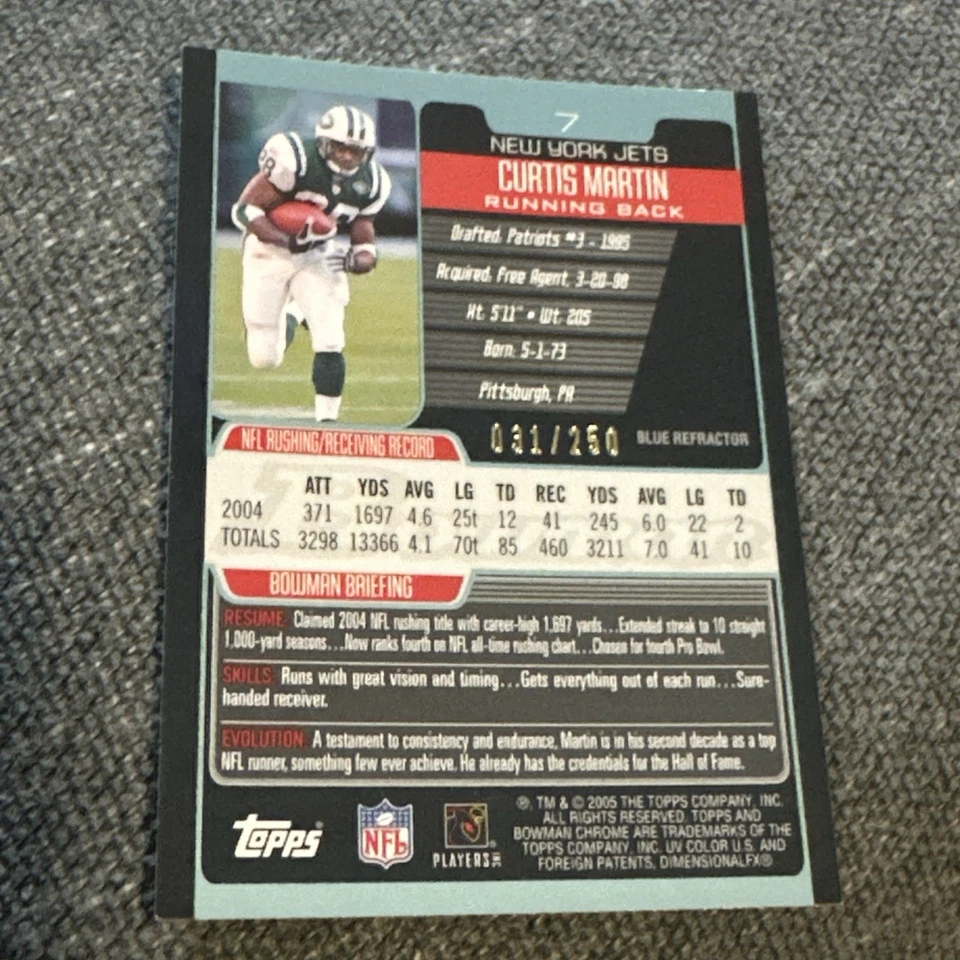 7
NEW YORK JETS
CURTIS MARTIN
RUNNING BACK
Drafted: Patriots #3 - 1995
Acquired: Free Agent, 3-20-98
Ht. 5'11" • Wt. 205
Born: 5-1-73
Pittsburgh, PA
031/250 BLUE REFRACTOR
NFL RUSHING/RECEIVING RECORD
ATT YDS AVG LG TD REC YDS AVG LG TD
2004 371 1697 4.6 25t 12 41 245 6.0 22 2
TOTALS 3298 13366 4.1 70t 85 460 3211 7.0 41 10
BOWMAN BRIEFING
RESUME: Claimed 2004 NFL rushing title with career-high 1,697 yards...Extended streak to 10 straight
1,000-yard seasons...Now ranks fourth on NFL all-time rushing chart...Chosen for fourth Pro Bowl.
SKILLS: Runs with great vision and timing...Gets everything out of each run...Sure-
handed receiver.
EVOLUTION: A testament to consistency and endurance, Martin is in his second decade as a top
NFL runner, something few ever achieve. He already has the credentials for the Hall of Fame.
topps®
NFL
PLAYERS INC
®, TM & © 2005 THE TOPPS COMPANY, INC.
ALL RIGHTS RESERVED. TOPPS AND
BOWMAN CHROME ARE TRADEMARKS OF THE
TOPPS COMPANY, INC. UV COLOR U.S. AND
FOREIGN PATENTS, DIMENSIONALFX®